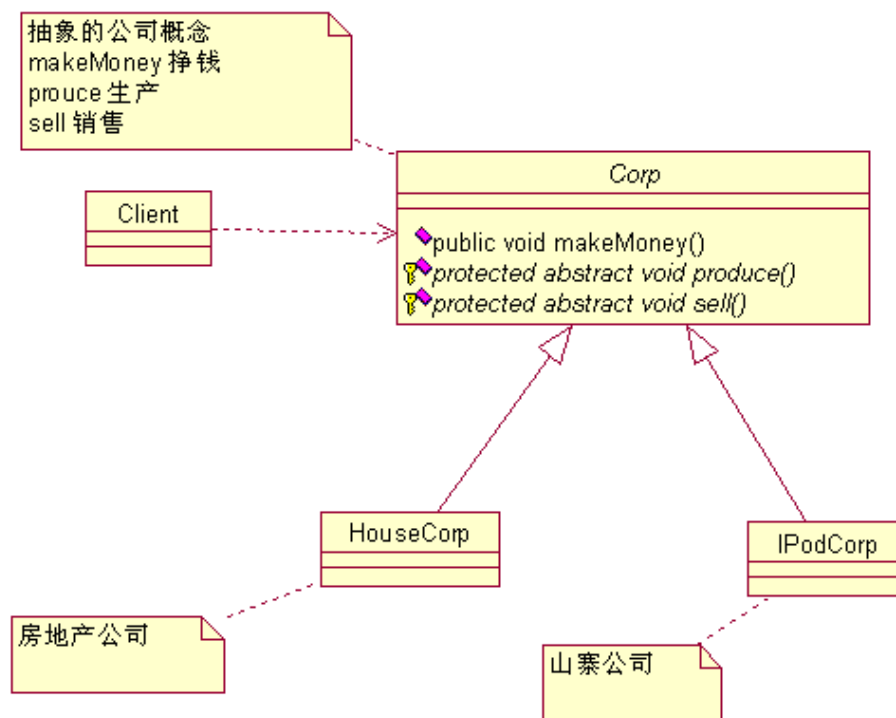 抽象的公司概念
makeMoney 挣钱
prouce 生产
sell 销售
Corp
Client
public void makeMoney()
protected abstract void produce()
protected abstract void sell()
HouseCorp
IPodCorp
房地产公司
山寨公司